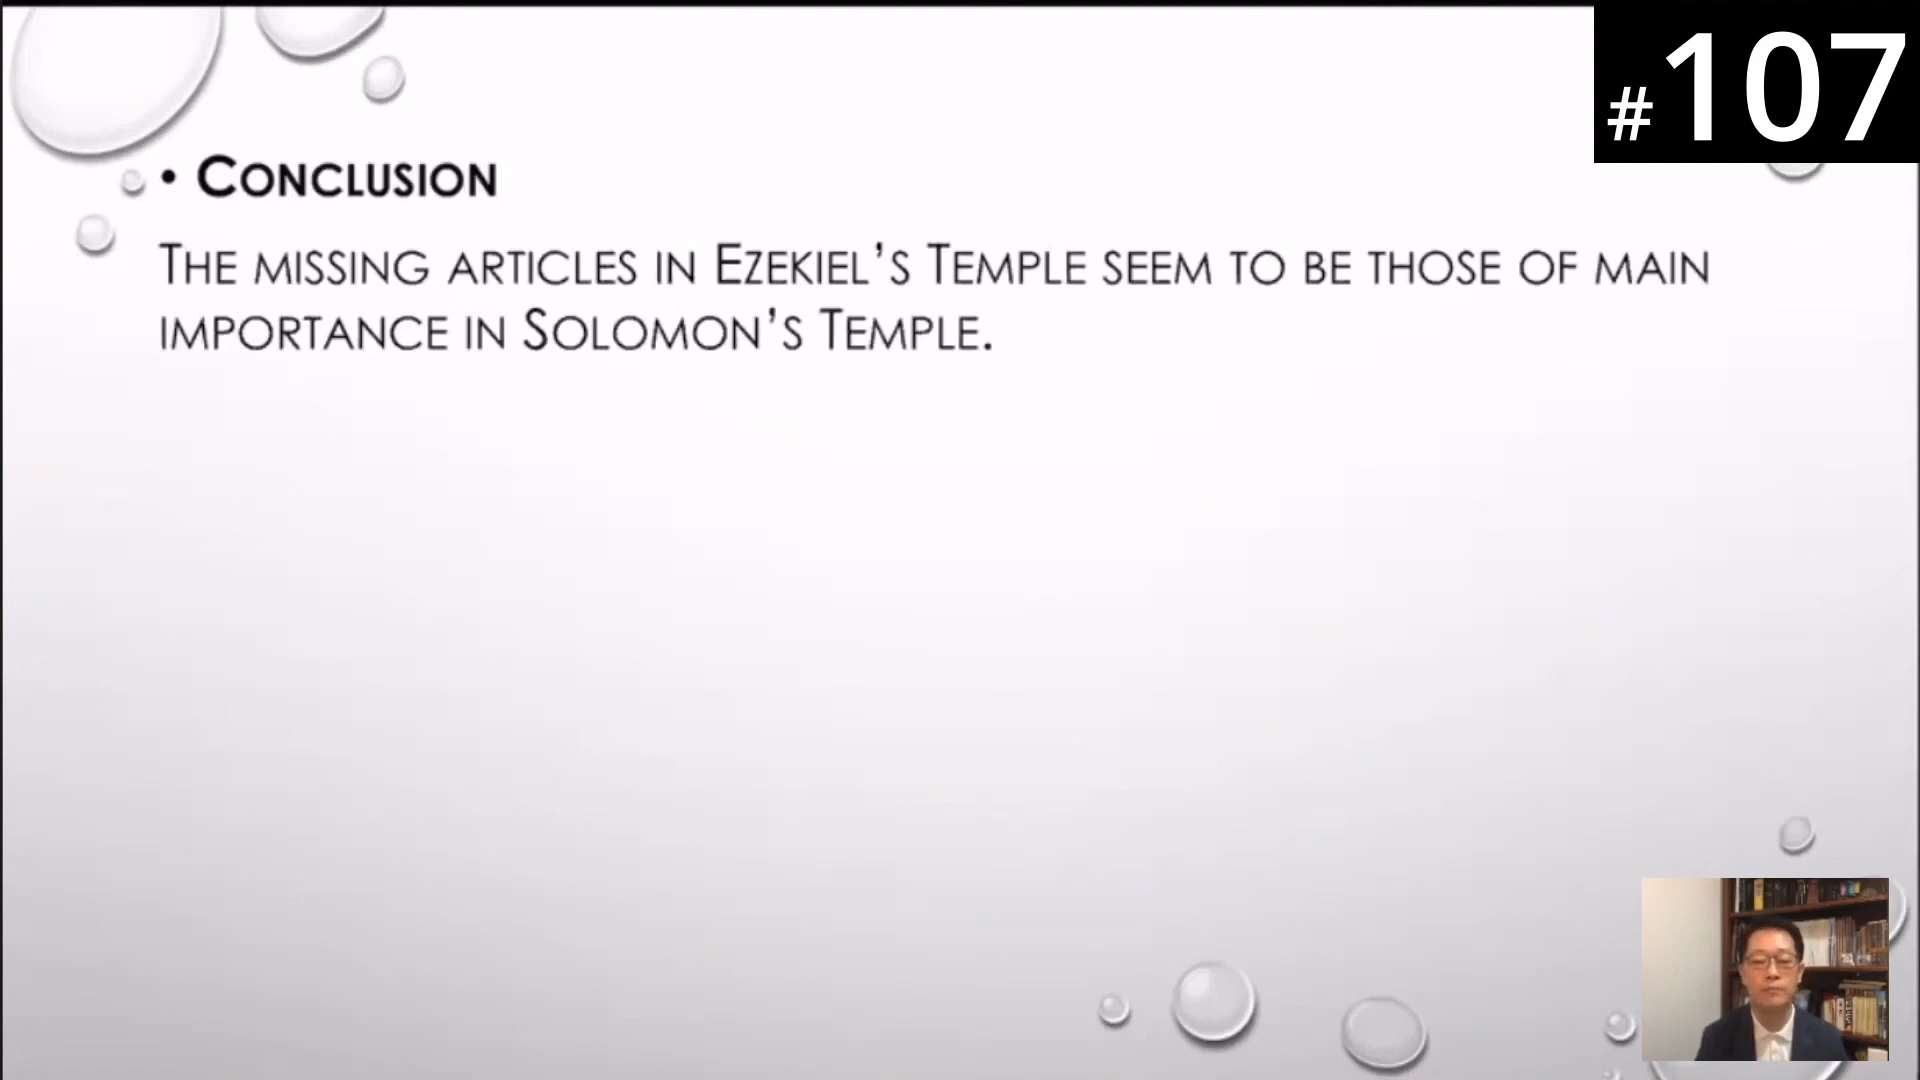 #107
• Conclusion
The missing articles in Ezekiel’s Temple seem to be those of main
importance in Solomon’s Temple.